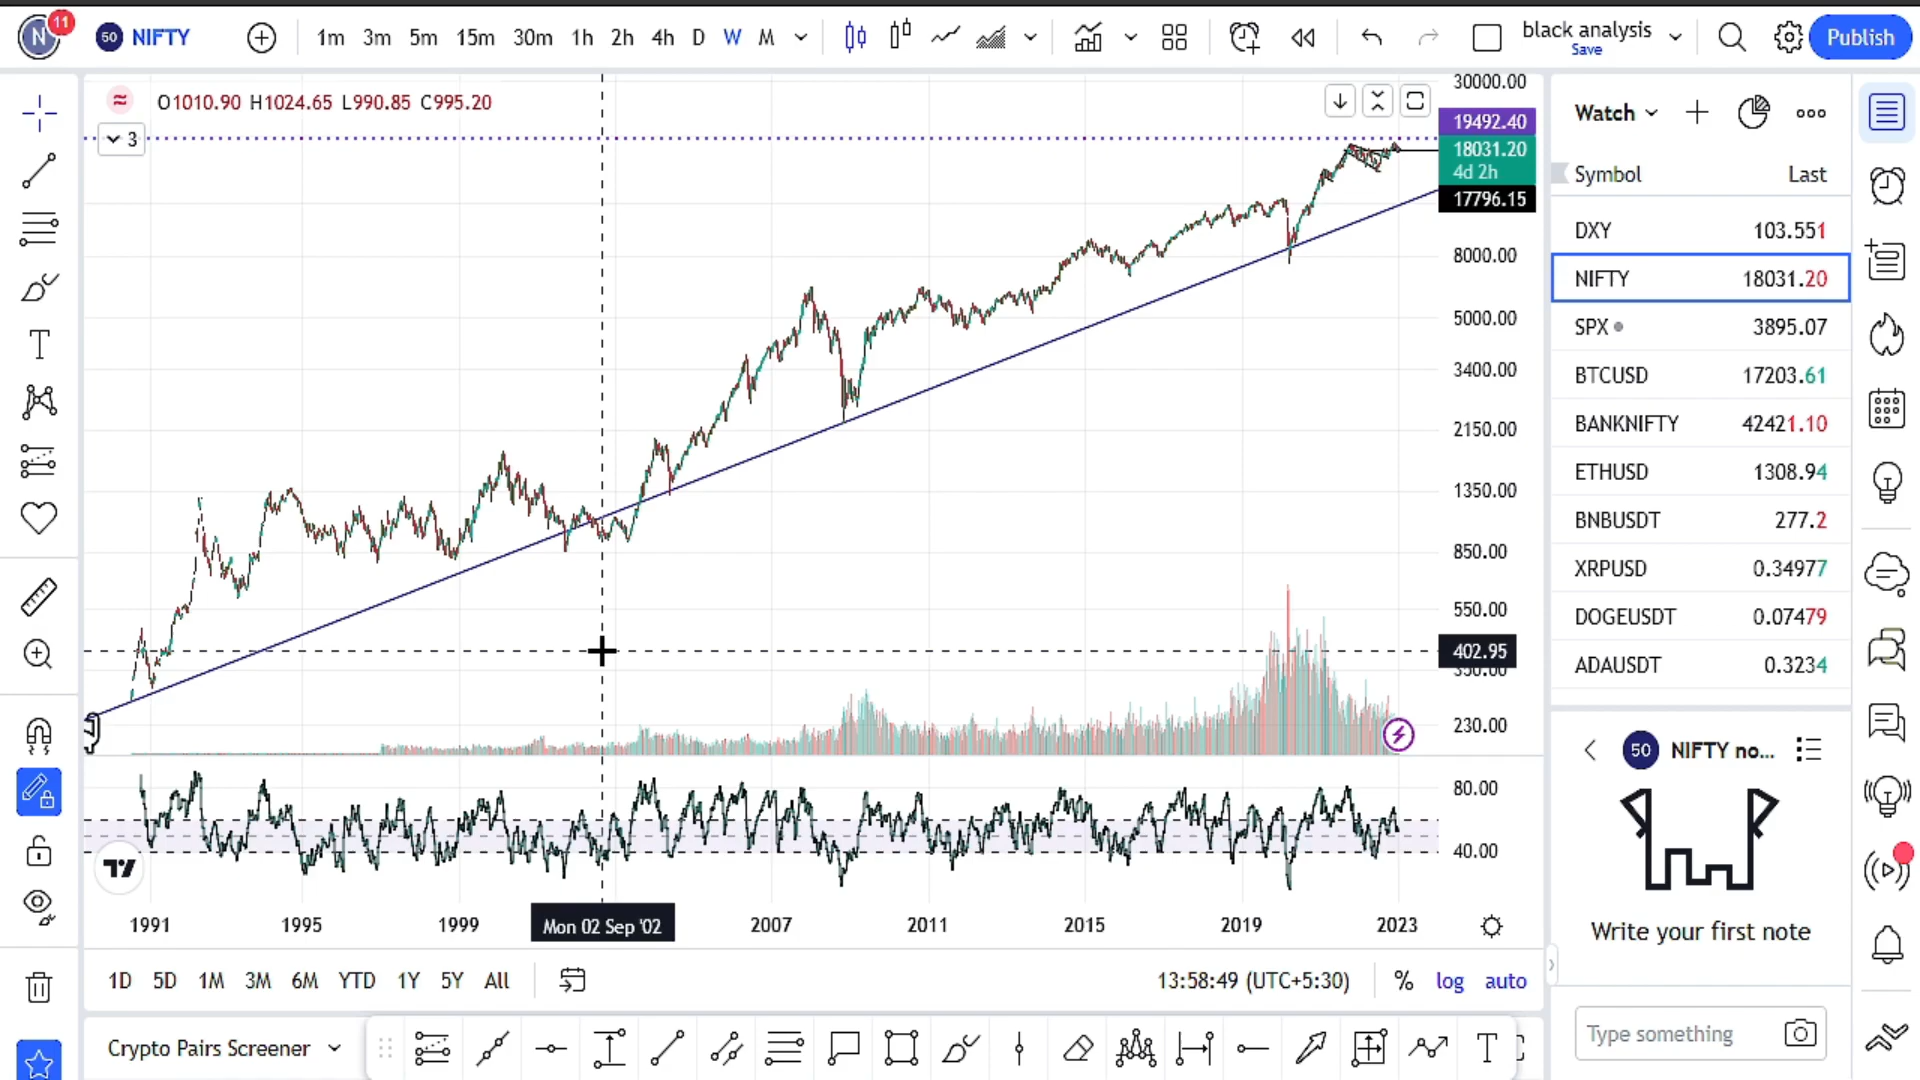 N 11 50 NIFTY 1m 3m 5m 15m 30m 1h 2h 4h D W M black analysis Publish
Save
O1010.90 H1024.65 L990.85 C995.20
3
30000.00
19492.40
18031.20
4d 2h
17796.15
8000.00
5000.00
3400.00
2150.00
1350.00
850.00
550.00
402.95
230.00
80.00
40.00
1991 1995 1999 Mon 02 Sep '02 2007 2011 2015 2019 2023
1D 5D 1M 3M 6M YTD 1Y 5Y All 13:58:49 (UTC+5:30) % log auto
Crypto Pairs Screener
Watch
Symbol Last
DXY 103.551
NIFTY 18031.20
SPX 3895.07
BTCUSD 17203.61
BANKNIFTY 42421.10
ETHUSD 1308.94
BNBUSDT 277.2
XRPUSD 0.34977
DOGEUSDT 0.07479
ADAUSDT 0.3234
50 NIFTY no...
Write your first note
Type something